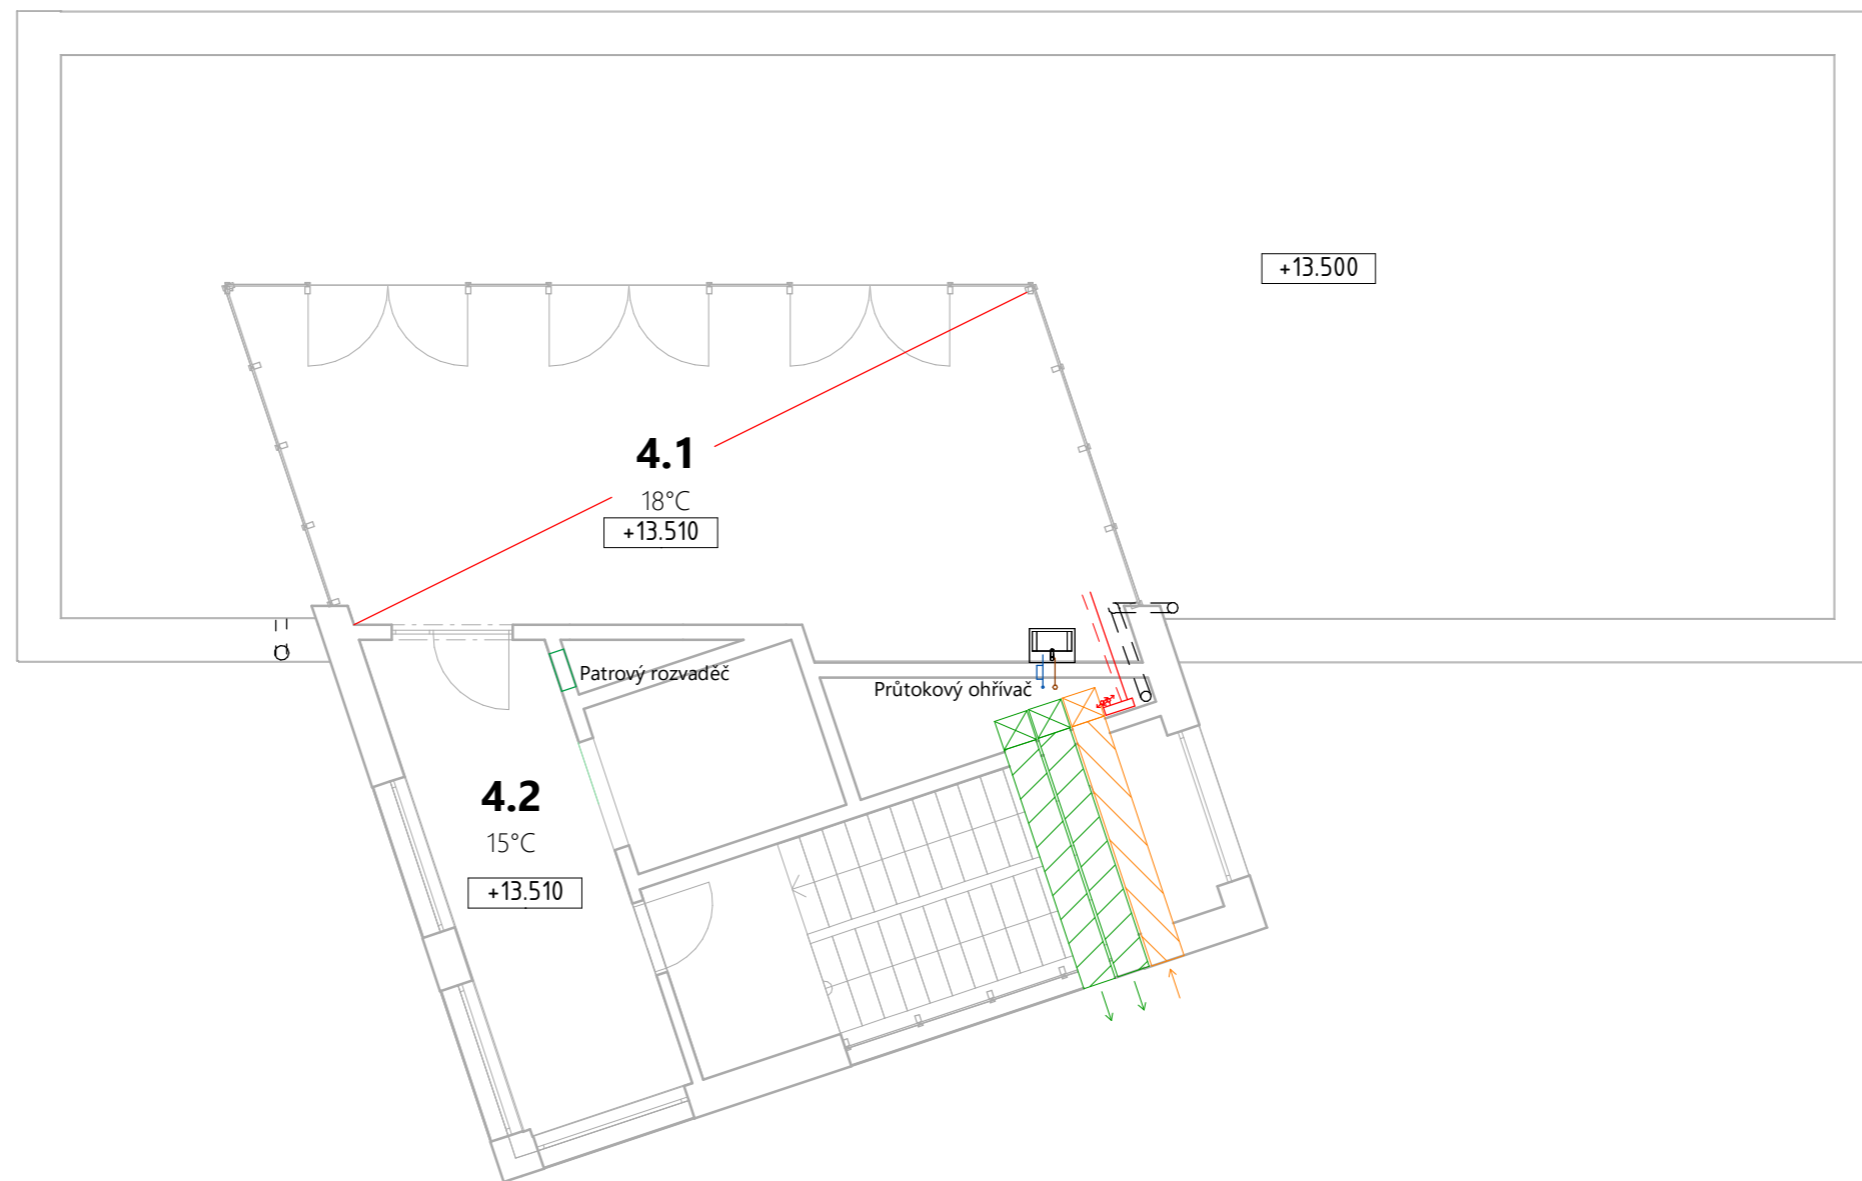 +13.500
4.1
18°C
+13.510
Patrový rozvaděč
Průtokový ohřívač
4.2
15°C
+13.510